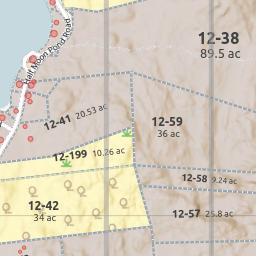 Half Moon Pond Road
12-38
89.5 ac
12-41 20.53 ac
12-59
36 ac
12-199 10.26 ac
12-58 9.24 ac
12-42
34 ac
12-57 25.8 ac